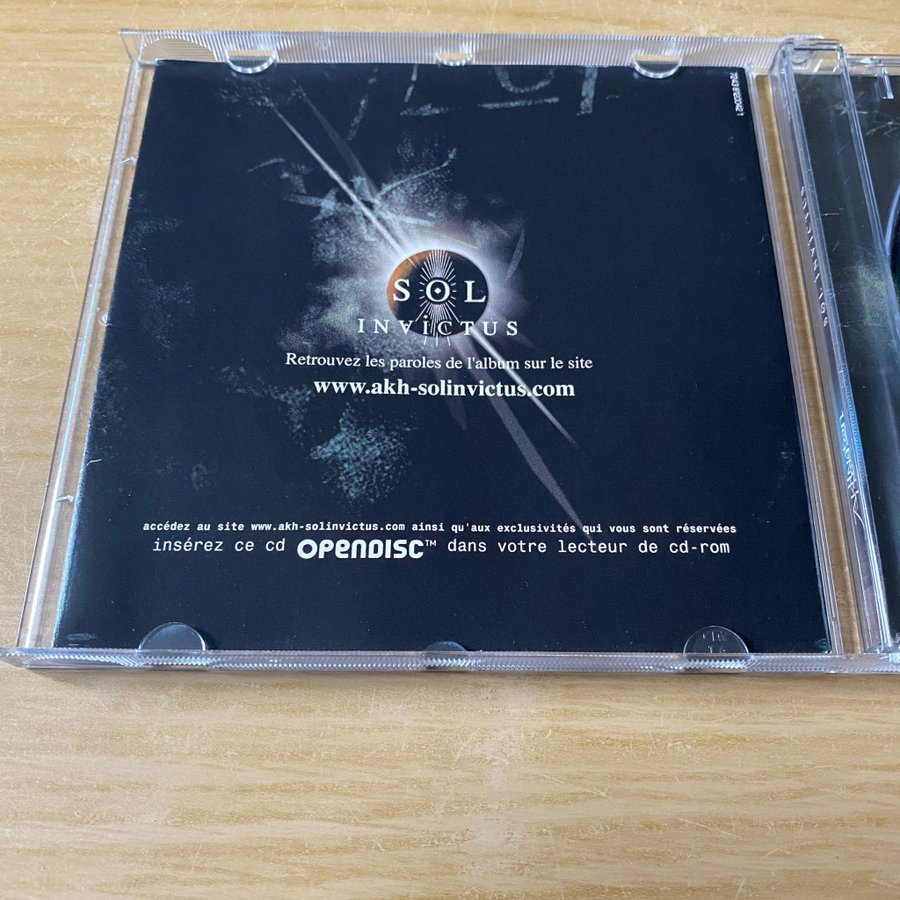 SOL
INVICTUS
Retrouvez les paroles de l'album sur le site
www.akh-solinvictus.com
accédez au site www.akh-solinvictus.com ainsi qu'aux exclusivités qui vous sont réservées
insérez ce cd OPENDISC™ dans votre lecteur de cd-rom
SOL INVICTUS